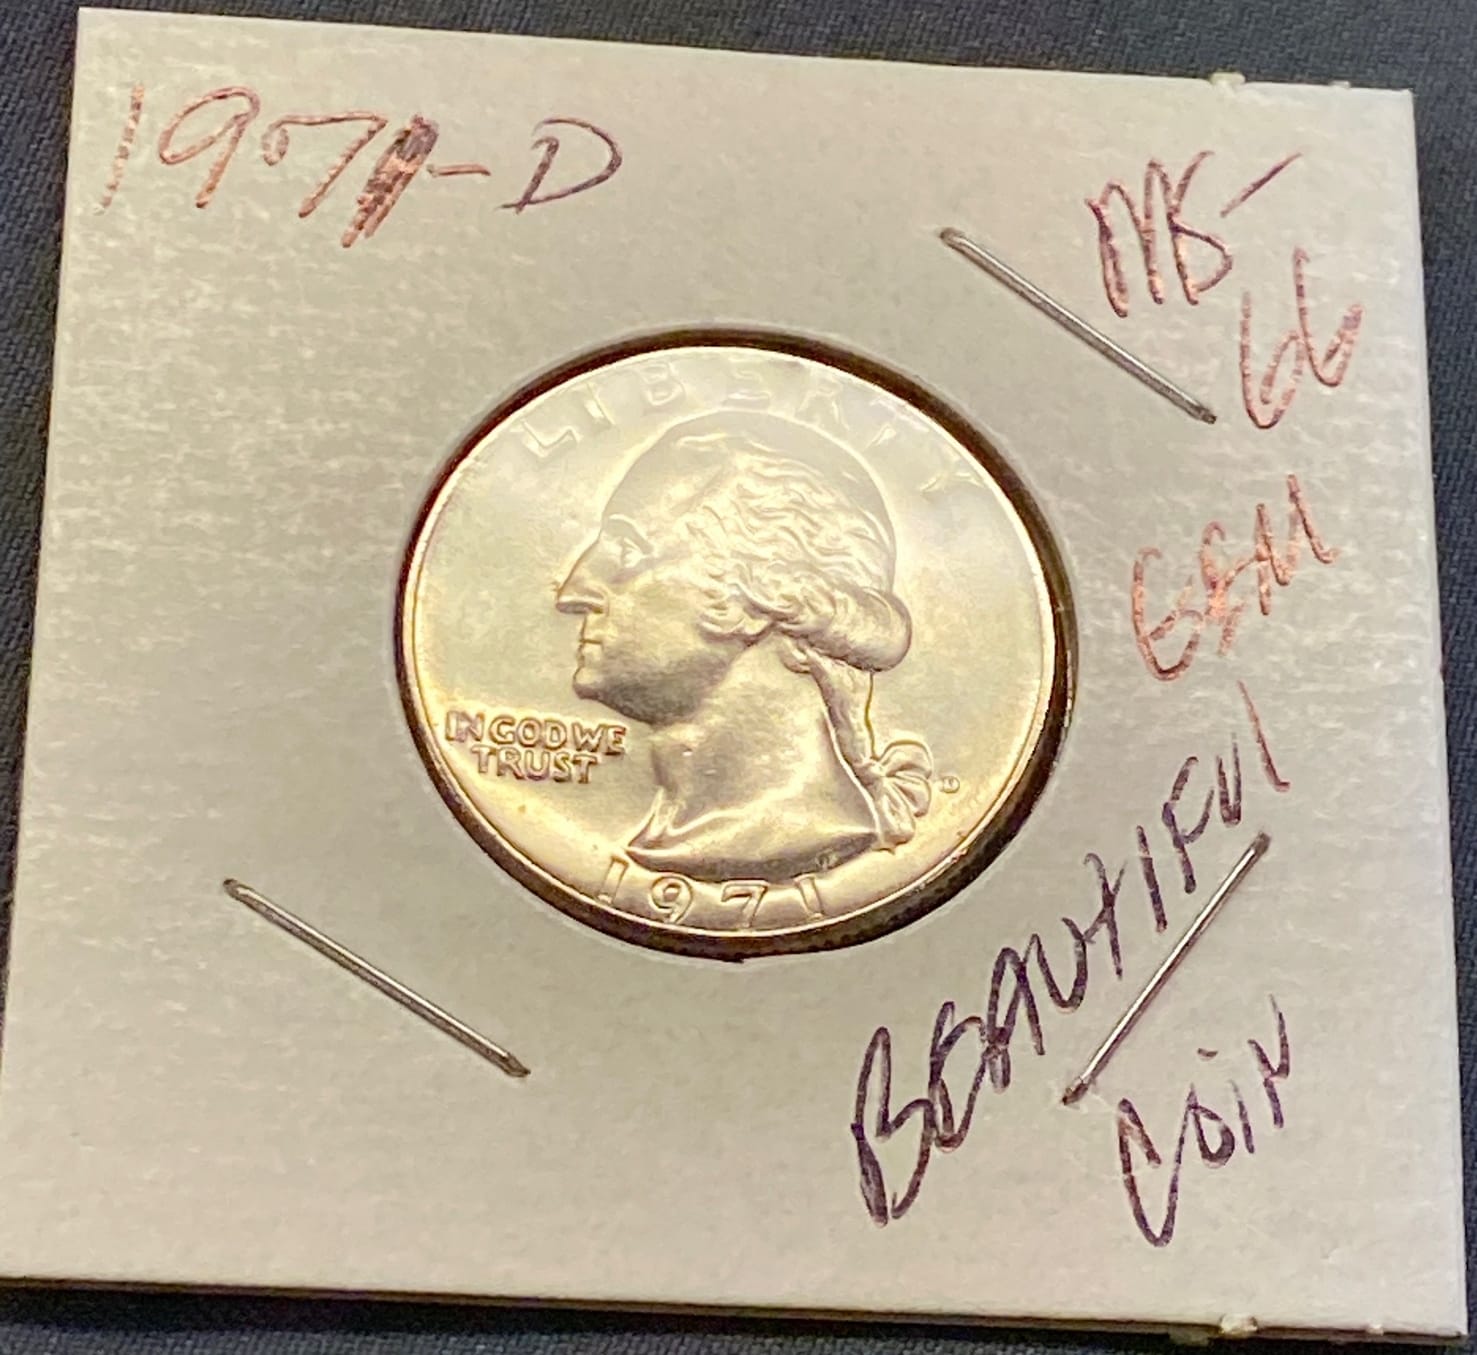 1971-D
MS-
66
GEM
BEAUTIFUL
COIN
LIBERTY
IN GOD WE
TRUST
D
1971